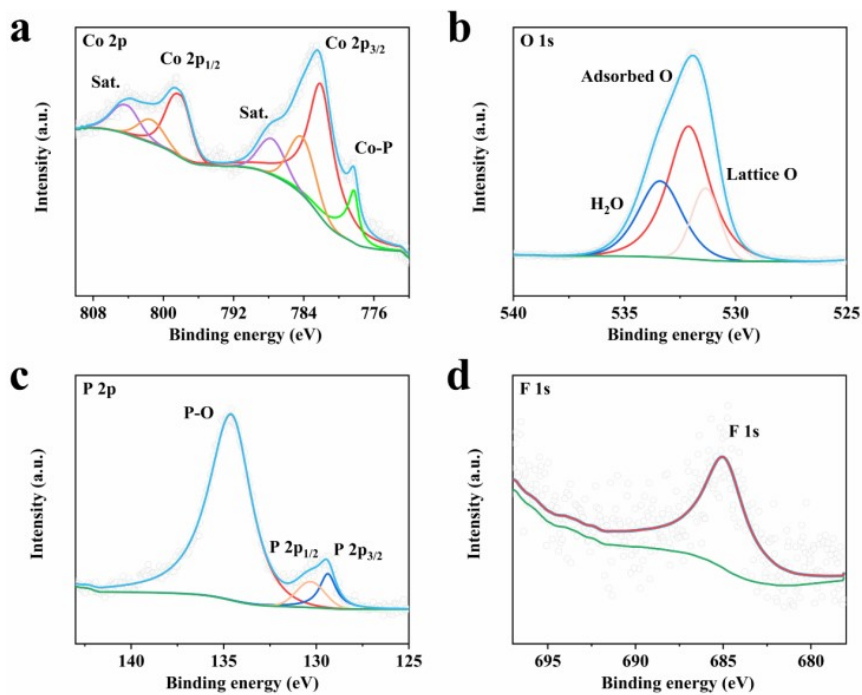 a
Co 2p
Co 2p1/2
Sat.
Co 2p3/2
Sat.
Co-P
Intensity (a.u.)
808 800 792 784 776
Binding energy (eV)
b
O 1s
Adsorbed O
Lattice O
H2O
Intensity (a.u.)
540 535 530 525
Binding energy (eV)
c
P 2p
P-O
P 2p1/2
P 2p3/2
Intensity (a.u.)
140 135 130 125
Binding energy (eV)
d
F 1s
F 1s
Intensity (a.u.)
695 690 685 680
Binding energy (eV)